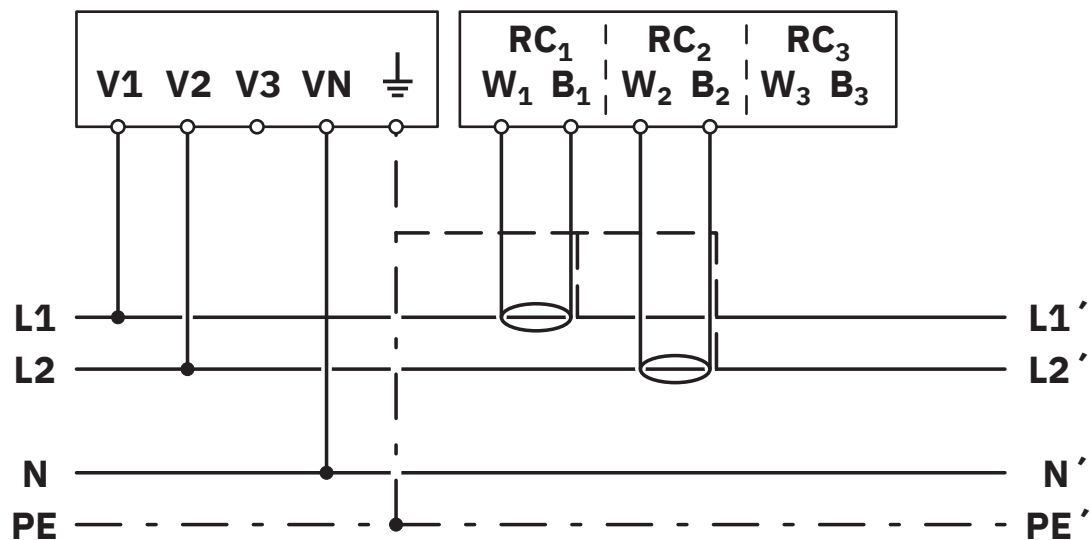 RC₁ RC₂ RC₃
V1 V2 V3 VN W₁ B₁ W₂ B₂ W₃ B₃
L1 L1′
L2 L2′
N N′
PE PE′